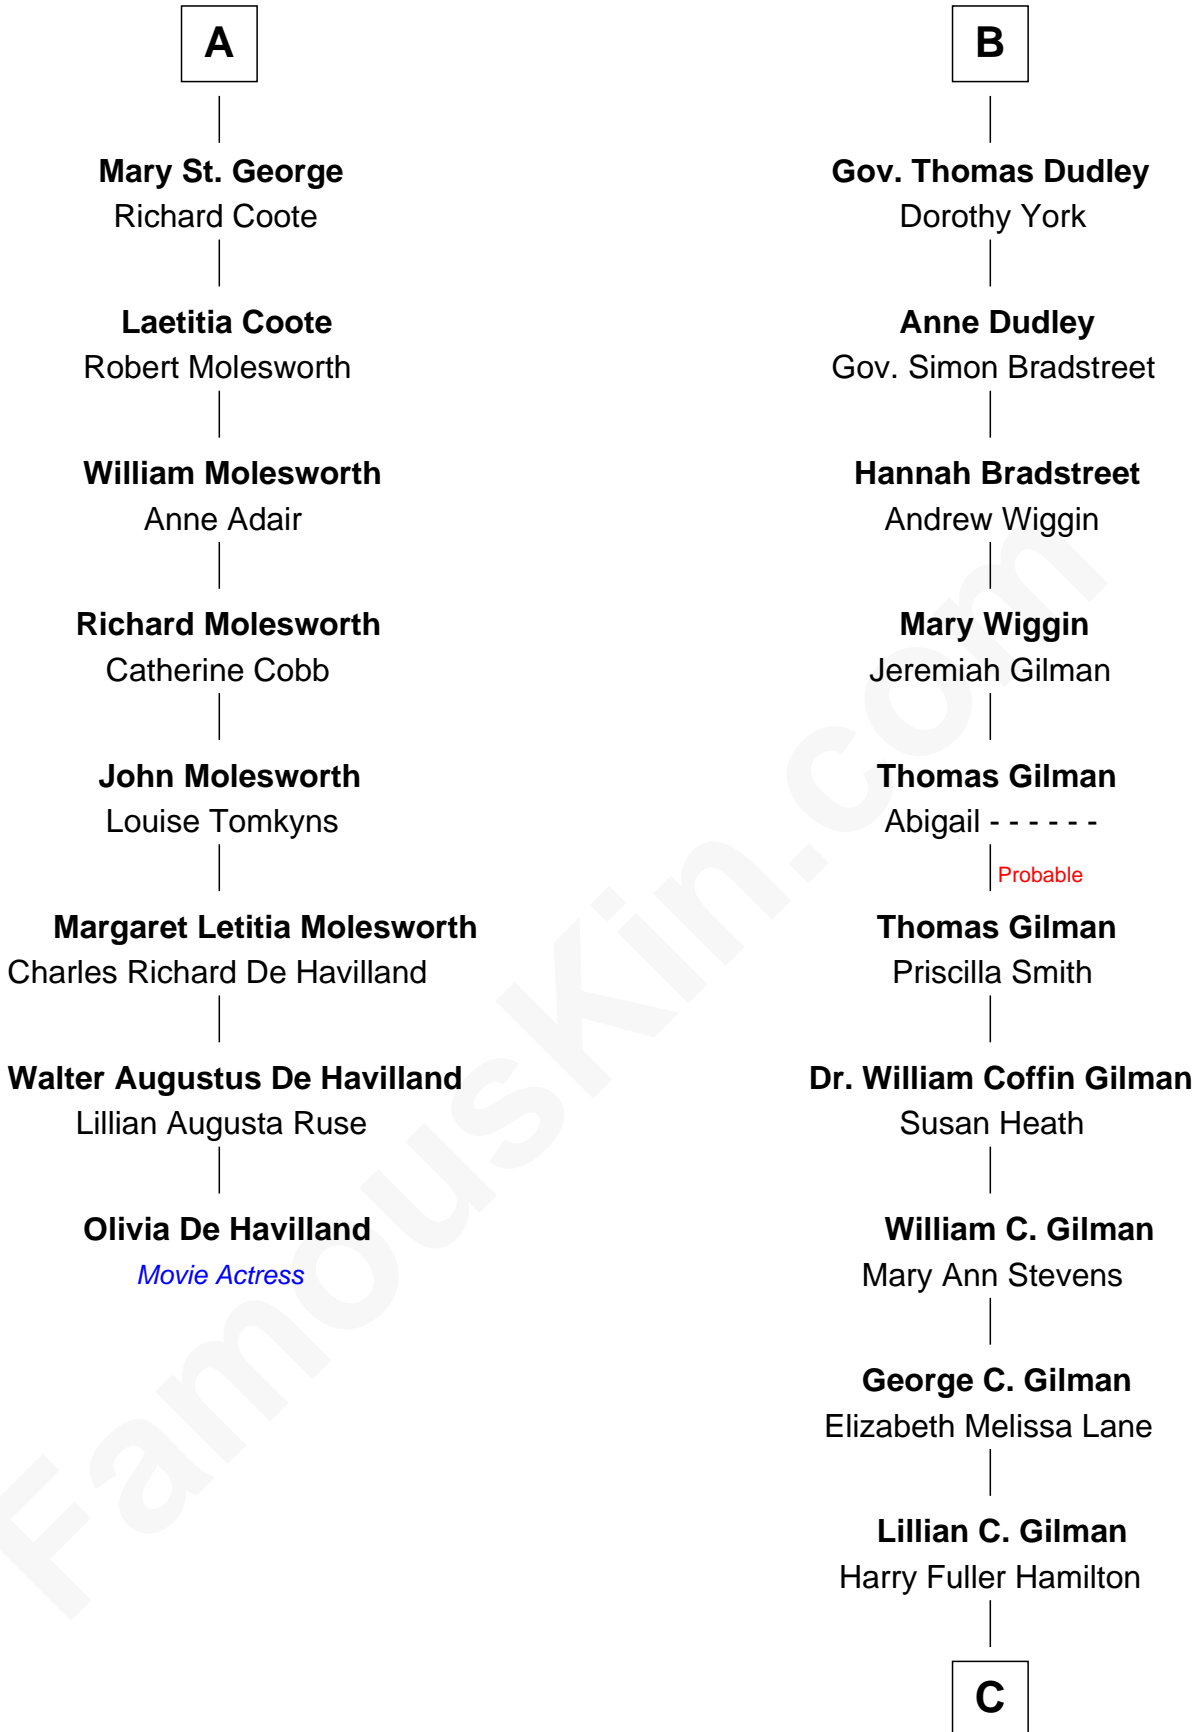 A
Mary St. George
Richard Coote
Laetitia Coote
Robert Molesworth
William Molesworth
Anne Adair
Richard Molesworth
Catherine Cobb
John Molesworth
Louise Tomkyns
Margaret Letitia Molesworth
Charles Richard De Havilland
Walter Augustus De Havilland
Lillian Augusta Ruse
Olivia De Havilland
Movie Actress
B
Gov. Thomas Dudley
Dorothy York
Anne Dudley
Gov. Simon Bradstreet
Hannah Bradstreet
Andrew Wiggin
Mary Wiggin
Jeremiah Gilman
Thomas Gilman
Abigail - - - - - -
Probable
Thomas Gilman
Priscilla Smith
Dr. William Coffin Gilman
Susan Heath
William C. Gilman
Mary Ann Stevens
George C. Gilman
Elizabeth Melissa Lane
Lillian C. Gilman
Harry Fuller Hamilton
C
FamousKin.com